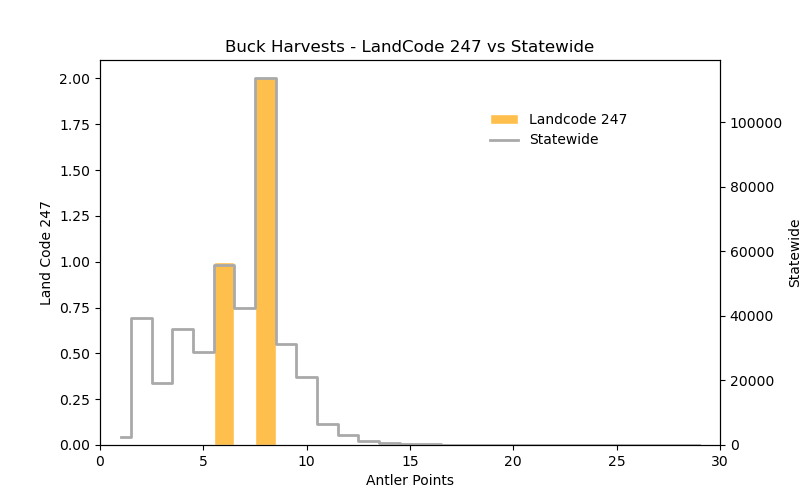 Buck Harvests - LandCode 247 vs Statewide
Land Code 247
2.00
1.75
1.50
1.25
1.00
0.75
0.50
0.25
0.00
Landcode 247
Statewide
100000
80000
60000
40000
20000
0
Statewide
0 5 10 15 20 25 30
Antler Points